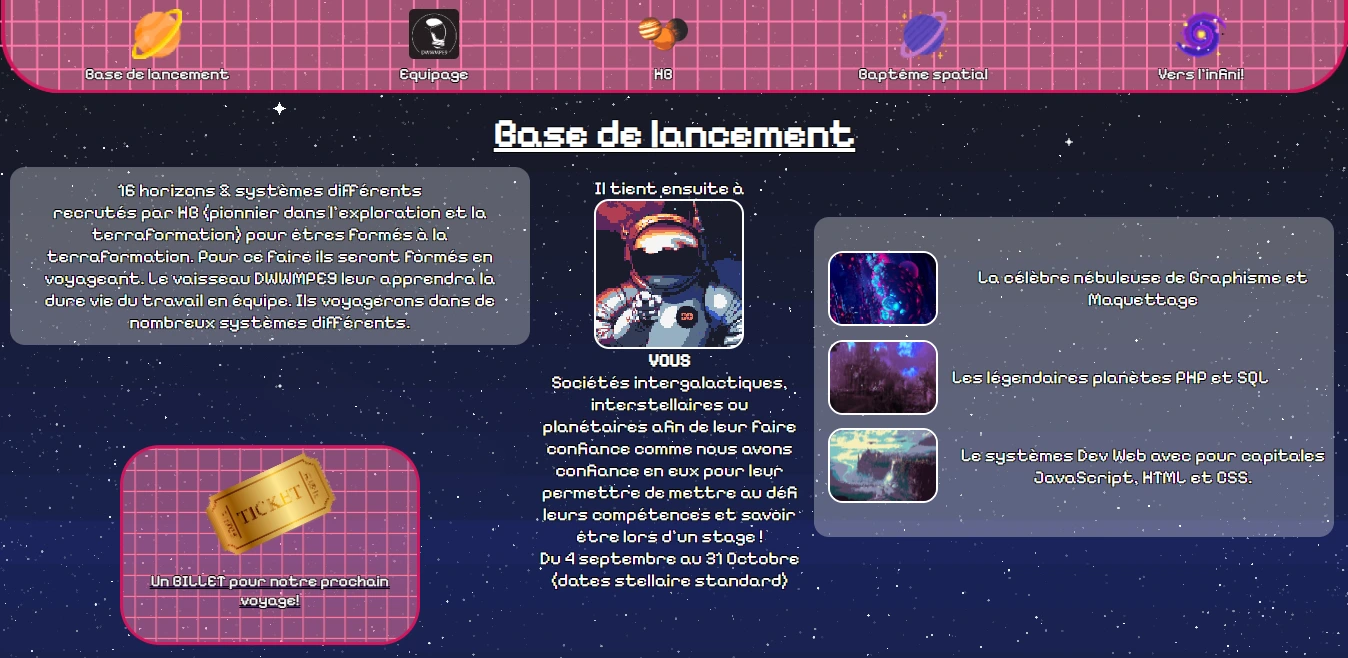 DWWMPE9
Base de lancement
Equipage
HB
Baptème spatial
Vers l'infini!
Base de lancement
16 horizons & systèmes différents
recrutés par HB (pionnier dans l'exploration et la
terraformation) pour êtres formés à la
terraformation. Pour ce faire ils seront formés en
voyageant. Le vaisseau DWWMPE9 leur apprendra la
dure vie du travail en équipe. Ils voyagerons dans de
nombreux systèmes différents.
Il tient ensuite à
VOUS
Sociétés intergalactiques,
interstellaires ou
planétaires afin de leur faire
confiance comme nous avons
confiance en eux pour leur
permettre de mettre au défi
leurs compétences et savoir
être lors d'un stage !
Du 4 septembre au 31 Octobre
(dates stellaire standard)
La célèbre nébuleuse de Graphisme et
Maquettage
Les légendaires planètes PHP et SQL
Le systèmes Dev Web avec pour capitales
JavaScript, HTML et CSS.
TICKET
Un BILLET pour notre prochain
voyage!